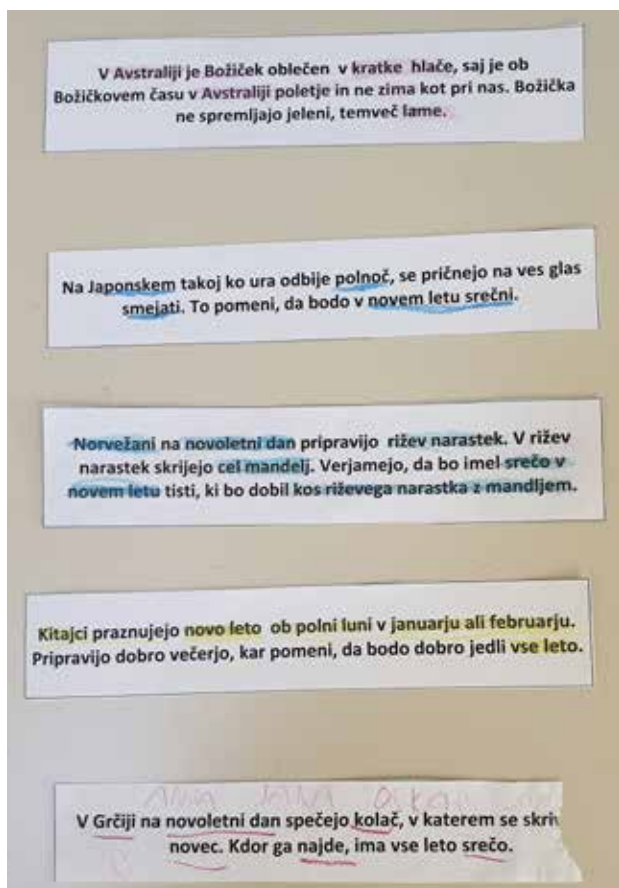 V Avstraliji je Božiček oblečen v kratke hlače, saj je ob
Božičkovem času v Avstraliji poletje in ne zima kot pri nas. Božička
ne spremljajo jeleni, temveč lame.
Na Japonskem takoj ko ura odbije polnoč, se pričnejo na ves glas
smejati. To pomeni, da bodo v novem letu srečni.
Norvežani na novoletni dan pripravijo rižev narastek. V rižev
narastek skrijejo cel mandelj. Verjamejo, da bo imel srečo v
novem letu tisti, ki bo dobil kos riževega narastka z mandljem.
Kitajci praznujejo novo leto ob polni luni v januarju ali februarju.
Pripravijo dobro večerjo, kar pomeni, da bodo dobro jedli vse leto.
V Grčiji na novoletni dan spečejo kolač, v katerem se skriv
novec. Kdor ga najde, ima vse leto srečo.